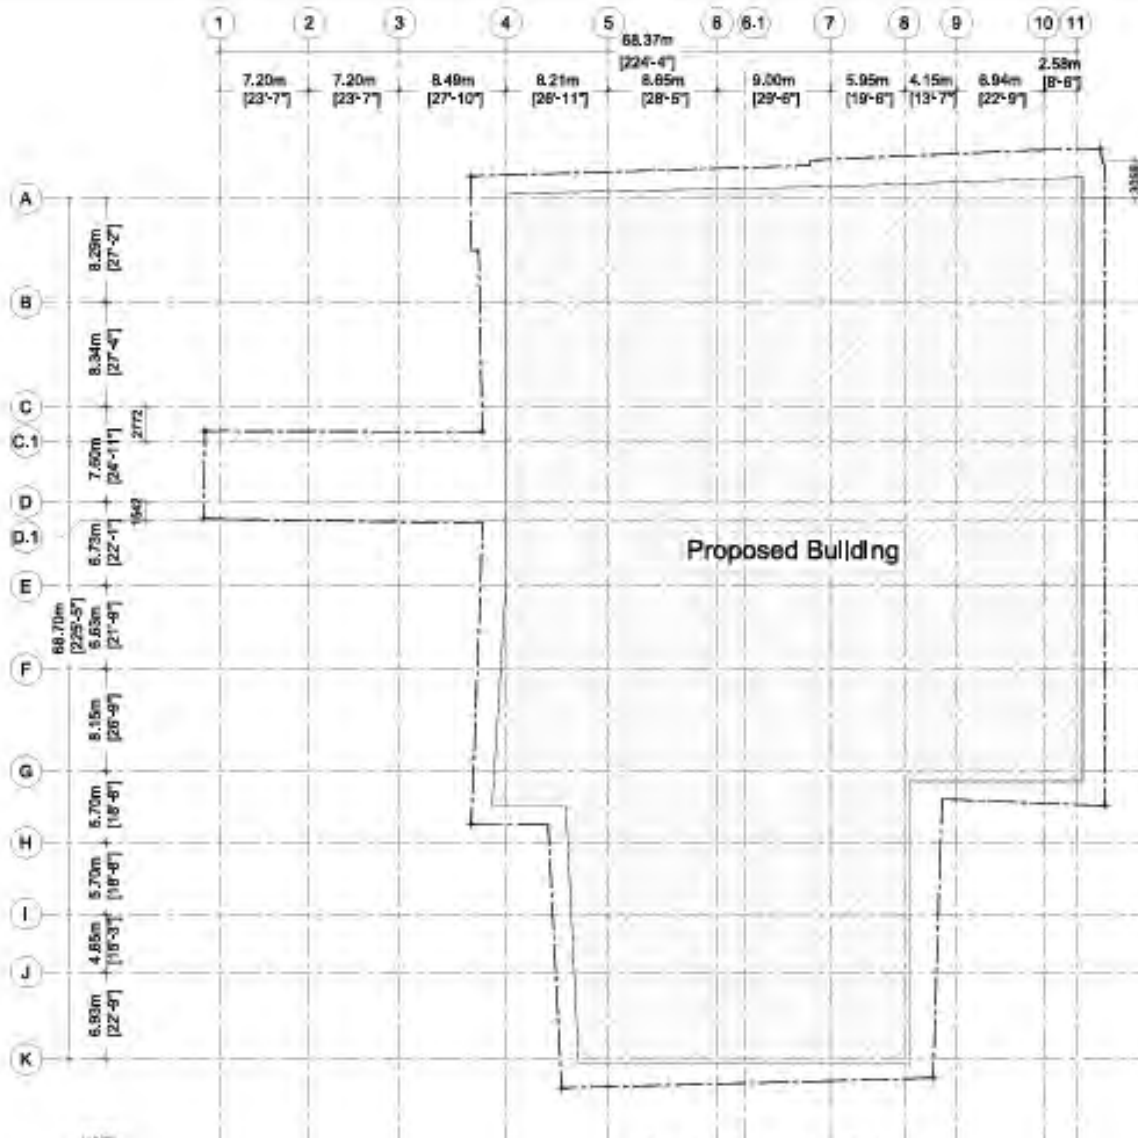 1 2 3 4 5 6 6.1 7 8 9 10 11
68.37m
[224'-4"]
7.20m 7.20m 8.49m 8.21m 8.65m 9.00m 5.95m 4.15m 6.94m 2.58m
[23'-7"] [23'-7"] [27'-10"] [26'-11"] [28'-5"] [29'-6"] [19'-6"] [13'-7"] [22'-9"] [8'-6"]
A
8.29m
[27'-2"]
B
8.34m
[27'-4"]
C
2772
C.1
7.60m
[24'-11"]
D
1542
D.1
6.73m
[22'-1"]
Proposed Building
E
68.70m
[225'-5"]
6.63m
[21'-9"]
F
8.15m
[26'-9"]
G
5.70m
[18'-8"]
H
5.70m
[18'-8"]
I
4.65m
[15'-3"]
J
6.93m
[22'-9"]
K